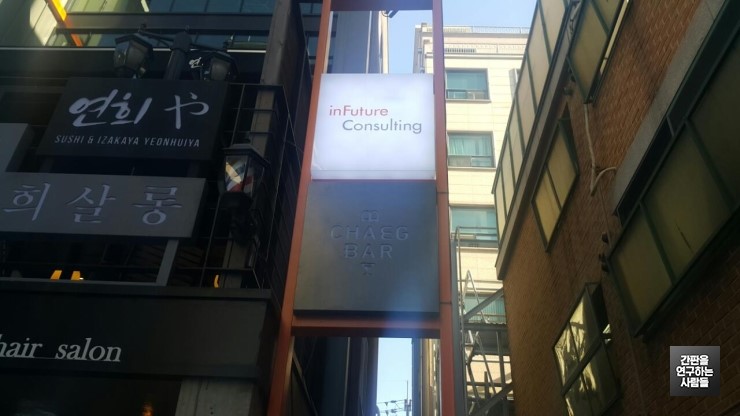 연희 や
SUSHI & IZAKAYA YEONHUIYA
희살롱
hair salon
inFuture
Consulting
CHAEG
BAR
간판을
연구하는
사람들